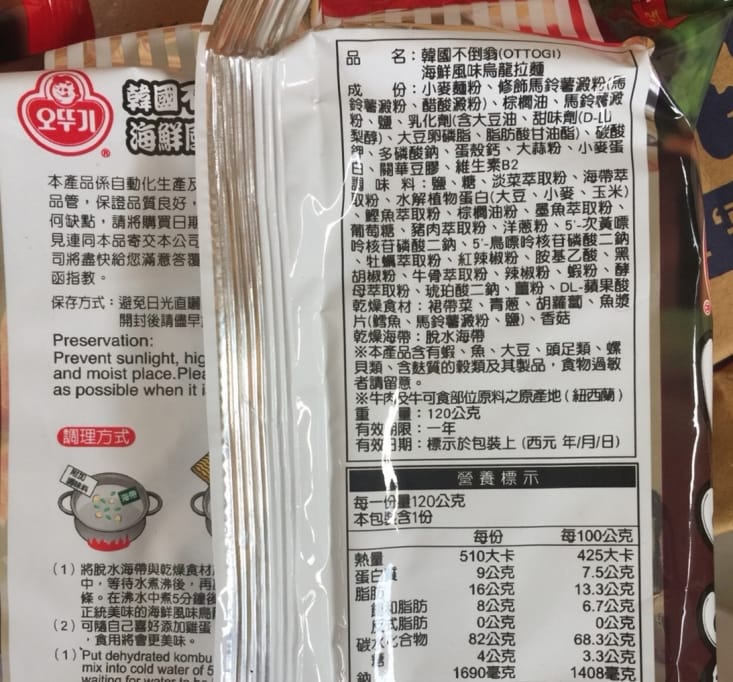 오뚜기
韓國不
海鮮風
本產品係自動化生產及
品管，保證品質良好，
何缺點，請將購買日期
見連同本品寄交本公司
司將盡快給您滿意答覆
函指教。
保存方式：避免日光直曬
開封後請儘早
Preservation:
Prevent sunlight, hig
and moist place.Plea
as possible when it i
調理方式
海帶
(1) 將脫水海帶與乾燥食材
中，等待水煮沸後，再
條。在沸水中煮5分鐘後
正統美味的海鮮風味烏
(2) 可隨自己喜好添加雞蛋
，食用將會更美味。
(1) Put dehydrated kombu
mix into cold water of 5
waiting for water to be
品 名：韓國不倒翁(OTTOGI)
海鮮風味烏龍拉麵
成 份：小麥麵粉、修飾馬鈴薯澱粉(馬
鈴薯澱粉、醋酸澱粉)、棕櫚油、馬鈴薯澱
粉、鹽、乳化劑(含大豆油、甜味劑(D-山
梨醇)、大豆卵磷脂、脂肪酸甘油酯)、碳酸
鉀、多磷酸鈉、蛋殼鈣、大蒜粉、小麥蛋
白、關華豆膠、維生素B2
調 味 料：鹽、糖、淡菜萃取粉、海帶萃
取粉、水解植物蛋白(大豆、小麥、玉米)
、鰹魚萃取粉、棕櫚油粉、墨魚萃取粉、
葡萄糖、豬肉萃取粉、洋蔥粉、5'-次黃嘌
呤核苷磷酸二鈉、5'-鳥嘌呤核苷磷酸二鈉
、牡蠣萃取粉、紅辣椒粉、胺基乙酸、黑
胡椒粉、牛骨萃取粉、辣椒粉、蝦粉、酵
母萃取粉、琥珀酸二鈉、薑粉、DL-蘋果酸
乾燥食材：裙帶菜、青蔥、胡蘿蔔、魚漿
片(鱈魚、馬鈴薯澱粉、鹽)、香菇
乾燥海帶：脫水海帶
※本產品含有蝦、魚、大豆、頭足類、螺
貝類、含麩質的穀類及其製品，食物過敏
者請留意。
※牛肉及牛可食部位原料之原產地（紐西蘭）
重 量：120公克
有效期限：一年
有效日期：標示於包裝上（西元 年/月/日）
營養標示
每一份量120公克
本包裝含1份
每份 每100公克
熱量 510大卡 425大卡
蛋白質 9公克 7.5公克
脂肪 16公克 13.3公克
飽和脂肪 8公克 6.7公克
反式脂肪 0公克 0公克
碳水化合物 82公克 68.3公克
糖 4公克 3.3公克
鈉 1690毫克 1408毫克